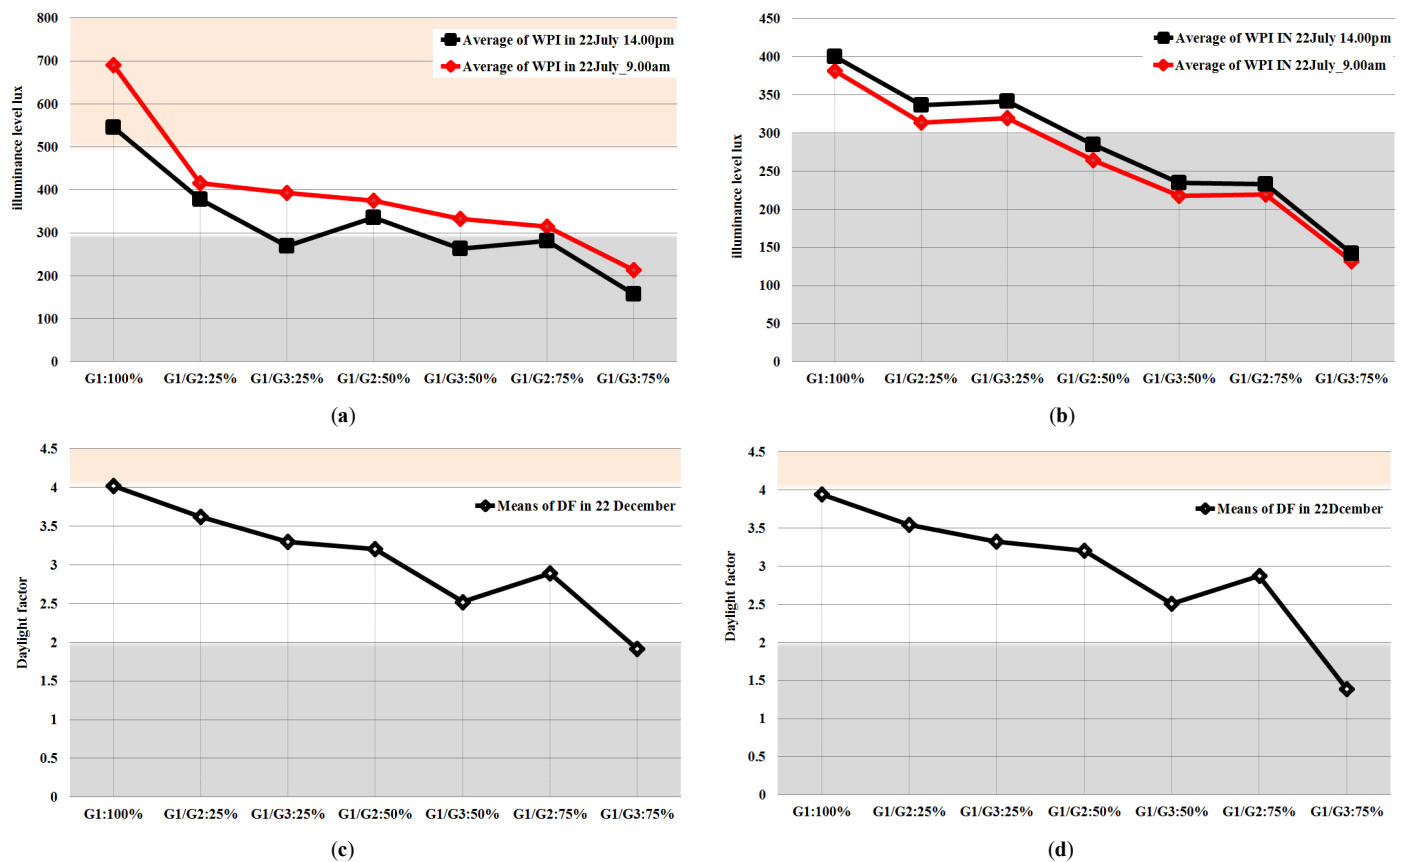 800
700
600
500
400
300
200
100
0
illuminance level lux
Average of WPI in 22July 14.00pm
Average of WPI in 22July_9.00am
G1:100% G1/G2:25% G1/G3:25% G1/G2:50% G1/G3:50% G1/G2:75% G1/G3:75%
(a)
450
400
350
300
250
200
150
100
50
0
illuminance level lux
Average of WPI IN 22July 14.00pm
Average of WPI IN 22July_9.00am
G1:100% G1/G2:25% G1/G3:25% G1/G2:50% G1/G3:50% G1/G2:75% G1/G3:75%
(b)
4.5
4
3.5
3
2.5
2
1.5
1
0.5
0
Daylight factor
Means of DF in 22 December
G1:100% G1/G2:25% G1/G3:25% G1/G2:50% G1/G3:50% G1/G2:75% G1/G3:75%
(c)
4.5
4
3.5
3
2.5
2
1.5
1
0.5
0
Daylight factor
Means of DF in 22Dcember
G1:100% G1/G2:25% G1/G3:25% G1/G2:50% G1/G3:50% G1/G2:75% G1/G3:75%
(d)